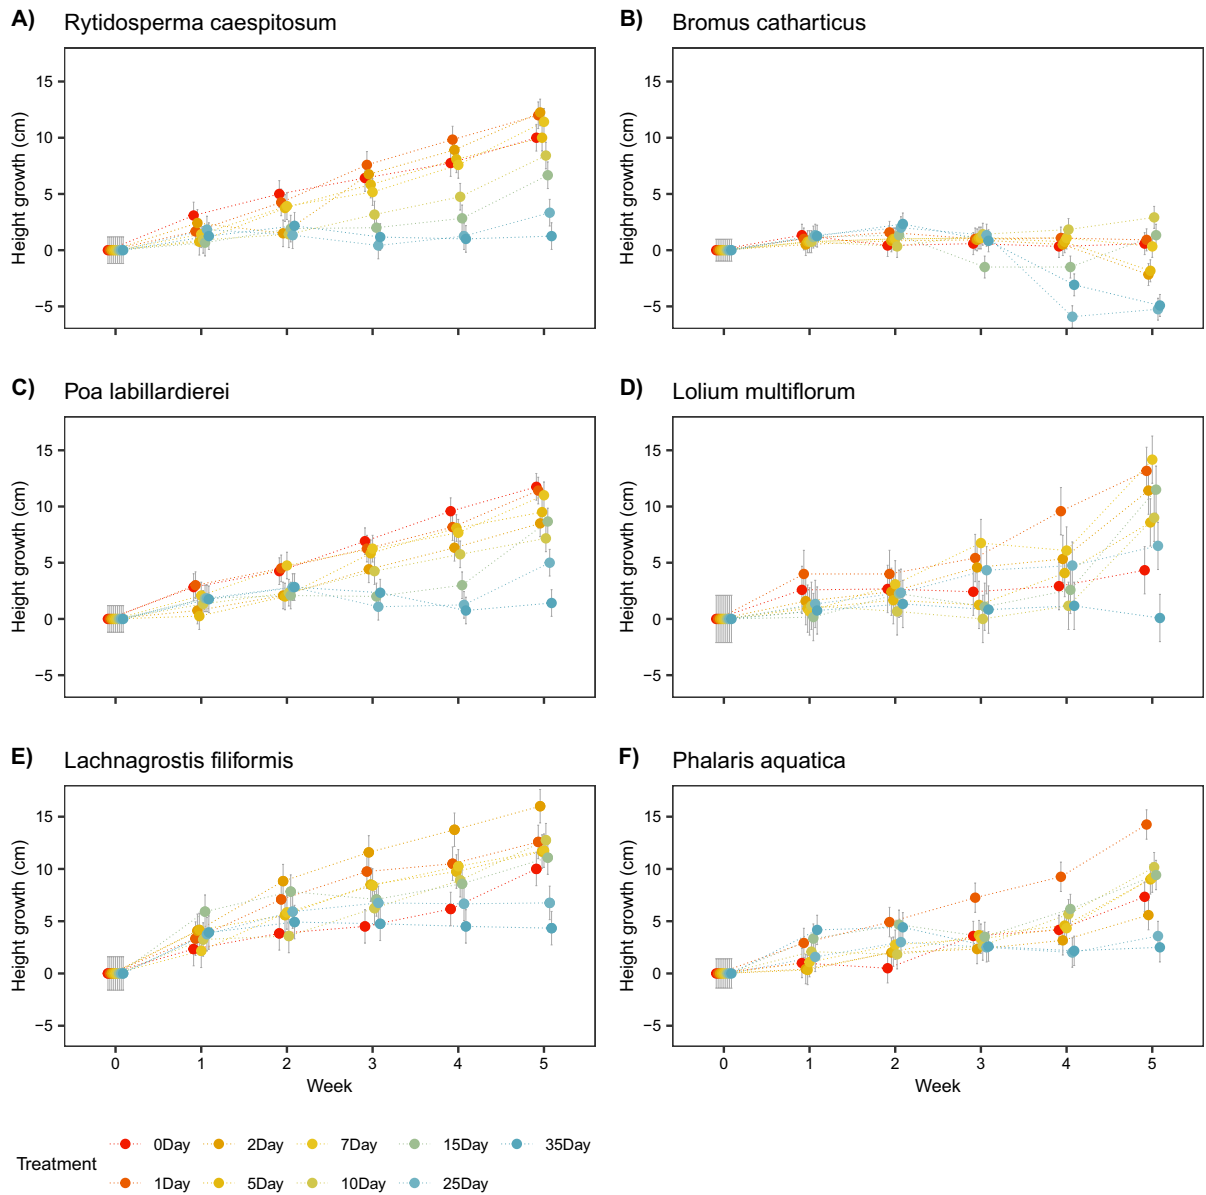 A) Rytidosperma caespitosum
B) Bromus catharticus
Height growth (cm)
15
10
5
0
−5
Height growth (cm)
15
10
5
0
−5
C) Poa labillardierei
D) Lolium multiflorum
Height growth (cm)
15
10
5
0
−5
Height growth (cm)
15
10
5
0
−5
E) Lachnagrostis filiformis
F) Phalaris aquatica
Height growth (cm)
15
10
5
0
−5
0 1 2 3 4 5
Week
Height growth (cm)
15
10
5
0
−5
0 1 2 3 4 5
Week
Treatment
0Day 2Day 7Day 15Day 35Day
1Day 5Day 10Day 25Day